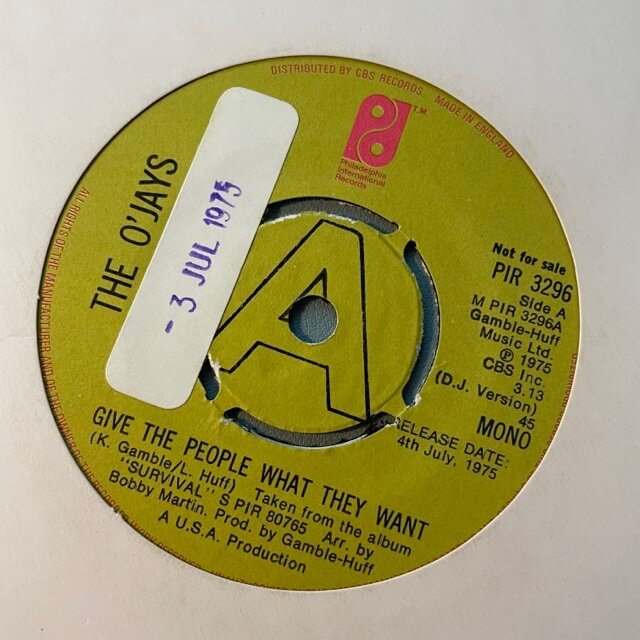 DISTRIBUTED BY CBS RECORDS
MADE IN ENGLAND
T.M.
Philadelphia
International
Records
THE O'JAYS
- 3 JUL 1975
A
Not for sale
PIR 3296
Side A
M PIR 3296A
Gamble-Huff
Music Ltd.
℗ 1975
CBS Inc.
3.13
(D.J. Version)
45
MONO
RELEASE DATE:
4th July, 1975
GIVE THE PEOPLE WHAT THEY WANT
(K. Gamble/L. Huff) Taken from the album
"SURVIVAL" S PIR 80765 Arr. by
Bobby Martin. Prod. by Gamble-Huff
A U.S.A. Production
ALL RIGHTS OF THE MANUFACTURER AND OF THE